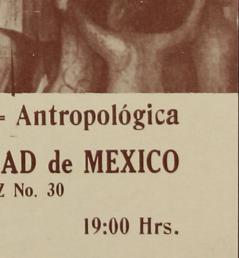 - Antropológica
AD de MEXICO
Z No. 30
19:00 Hrs.